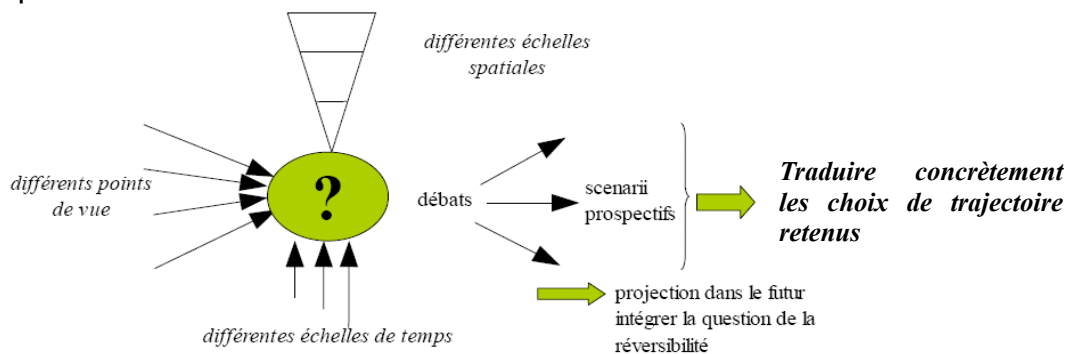 différentes échelles
spatiales
différents points
de vue
?
débats
scenarii
prospectifs
Traduire concrètement
les choix de trajectoire
retenus
projection dans le futur
intégrer la question de la
réversibilité
différentes échelles de temps